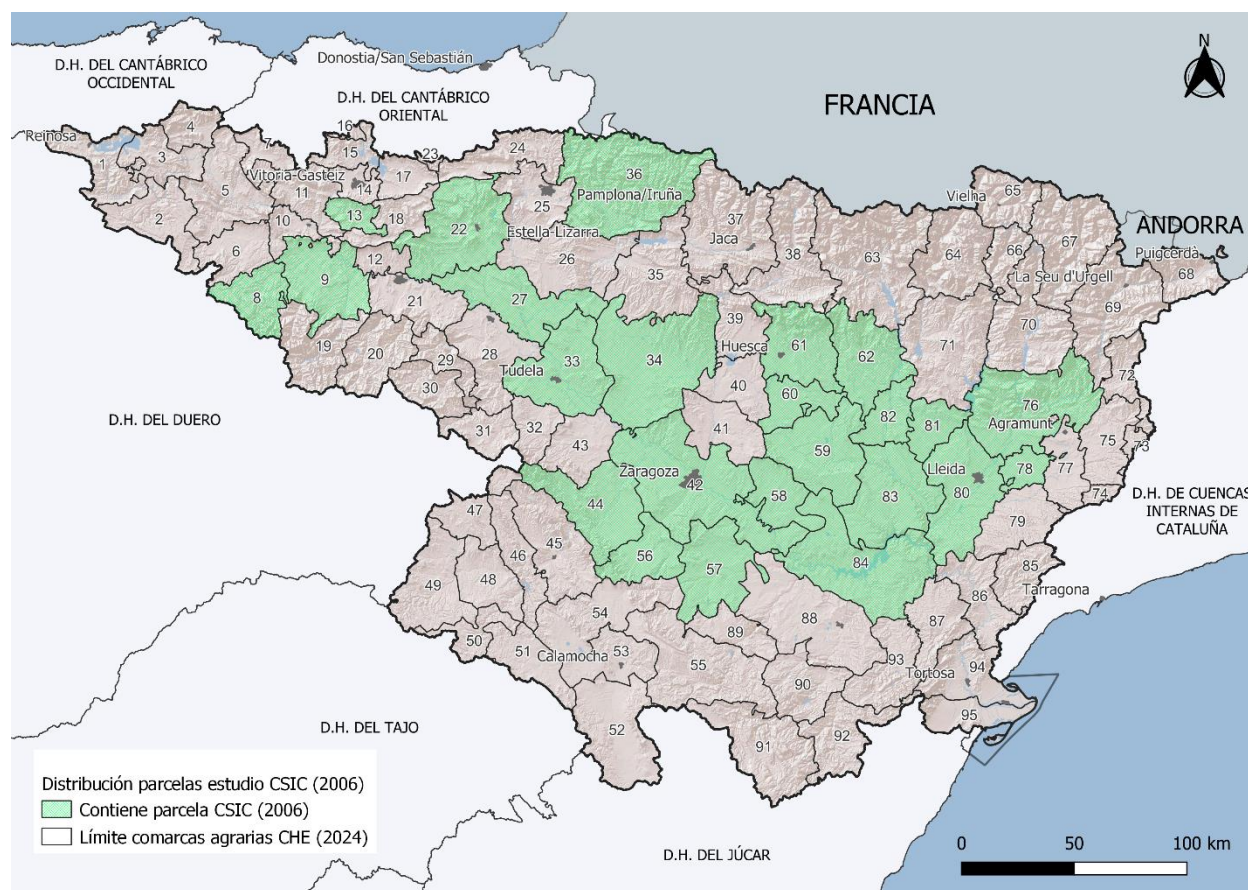 Donostia/San Sebastián
D.H. DEL CANTÁBRICO
OCCIDENTAL
D.H. DEL CANTÁBRICO
ORIENTAL
FRANCIA
N
Reinosa
Vitoria-Gasteiz
Pamplona/Iruña
Estella-Lizarra
Jaca
Vielha
ANDORRA
Puigcerdà
La Seu d'Urgell
Huesca
Tudela
D.H. DEL DUERO
Agramunt
Zaragoza
Lleida
D.H. DE CUENCAS
INTERNAS DE
CATALUÑA
Tarragona
Calamocha
Tortosa
D.H. DEL TAJO
D.H. DEL JÚCAR
1
2
3
4
5
6
7
8
9
10
11
12
13
14
15
16
17
18
19
20
21
22
23
24
25
26
27
28
29
30
31
32
33
34
35
36
37
38
39
40
41
42
43
44
45
46
47
48
49
50
51
52
53
54
55
56
57
58
59
60
61
62
63
64
65
66
67
68
69
70
71
72
73
74
75
76
77
78
79
80
81
82
83
84
85
86
87
88
89
90
91
92
93
94
95
Distribución parcelas estudio CSIC (2006)
Contiene parcela CSIC (2006)
Límite comarcas agrarias CHE (2024)
0 50 100 km